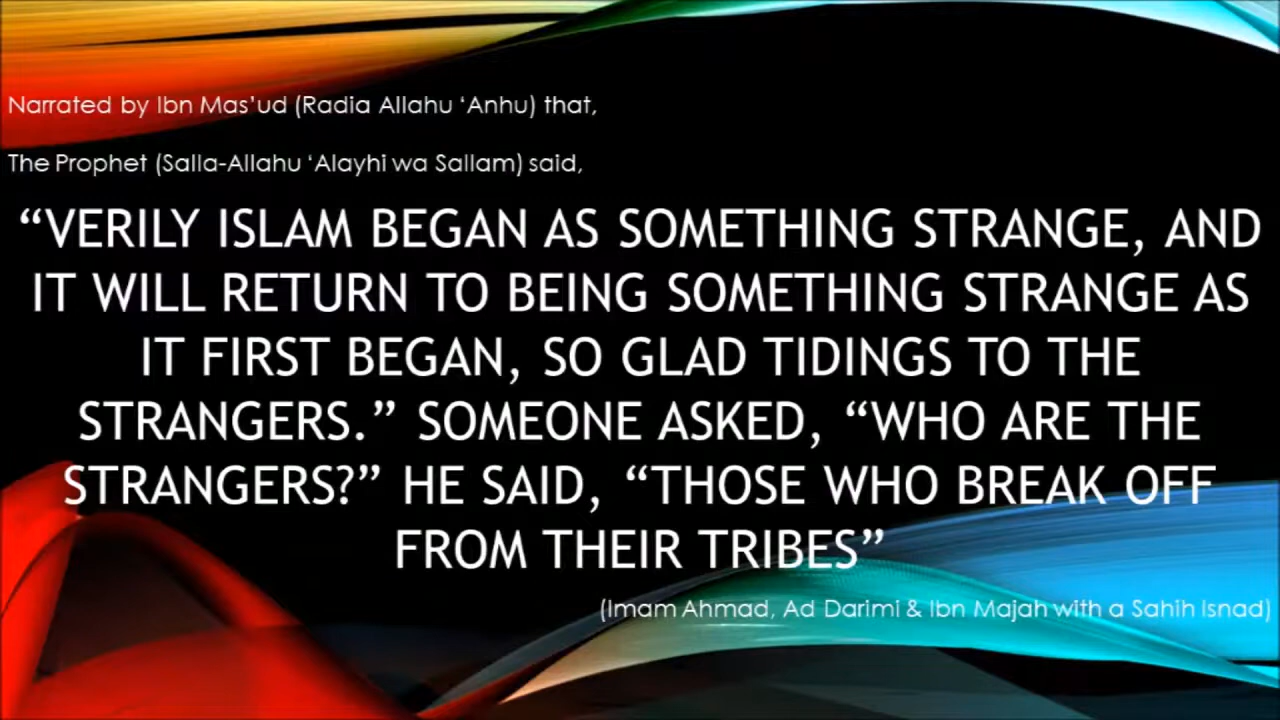 Narrated by Ibn Mas’ud (Radia Allahu ‘Anhu) that,
The Prophet (Salla-Allahu ‘Alayhi wa Sallam) said,
“VERILY ISLAM BEGAN AS SOMETHING STRANGE, AND
IT WILL RETURN TO BEING SOMETHING STRANGE AS
IT FIRST BEGAN, SO GLAD TIDINGS TO THE
STRANGERS.” SOMEONE ASKED, “WHO ARE THE
STRANGERS?” HE SAID, “THOSE WHO BREAK OFF
FROM THEIR TRIBES”
(Imam Ahmad, Ad Darimi & Ibn Majah with a Sahih Isnad)